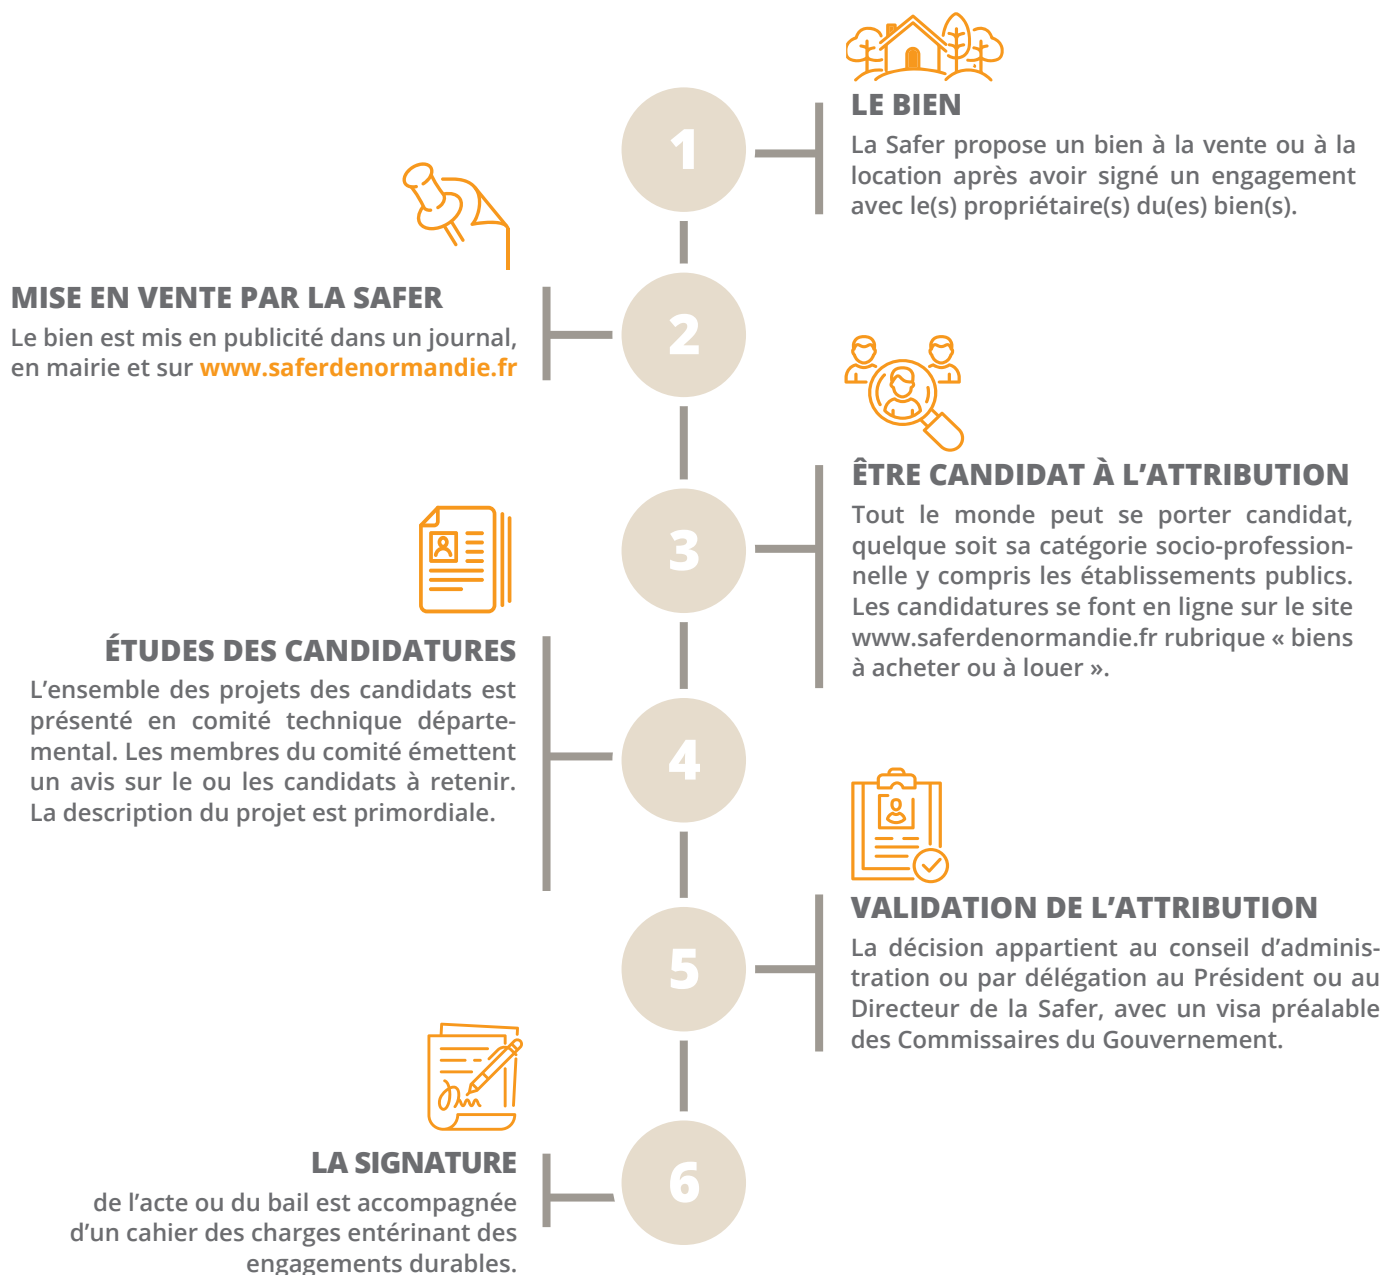 1
LE BIEN
La Safer propose un bien à la vente ou à la
location après avoir signé un engagement
avec le(s) propriétaire(s) du(es) bien(s).
2
MISE EN VENTE PAR LA SAFER
Le bien est mis en publicité dans un journal,
en mairie et sur www.saferdenormandie.fr
3
ÊTRE CANDIDAT À L’ATTRIBUTION
Tout le monde peut se porter candidat,
quelque soit sa catégorie socio-profession-
nelle y compris les établissements publics.
Les candidatures se font en ligne sur le site
www.saferdenormandie.fr rubrique « biens
à acheter ou à louer ».
4
ÉTUDES DES CANDIDATURES
L’ensemble des projets des candidats est
présenté en comité technique départe-
mental. Les membres du comité émettent
un avis sur le ou les candidats à retenir.
La description du projet est primordiale.
5
VALIDATION DE L’ATTRIBUTION
La décision appartient au conseil d’adminis-
tration ou par délégation au Président ou au
Directeur de la Safer, avec un visa préalable
des Commissaires du Gouvernement.
6
LA SIGNATURE
de l’acte ou du bail est accompagnée
d’un cahier des charges entérinant des
engagements durables.